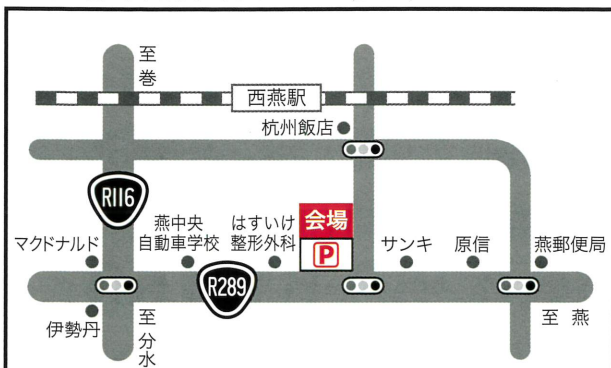 至
巻
西燕駅
杭州飯店
R116
マクドナルド
燕中央
自動車学校
はすいけ
整形外科
会場
P
サンキ
原信
燕郵便局
R289
伊勢丹
至
分
水
至 燕